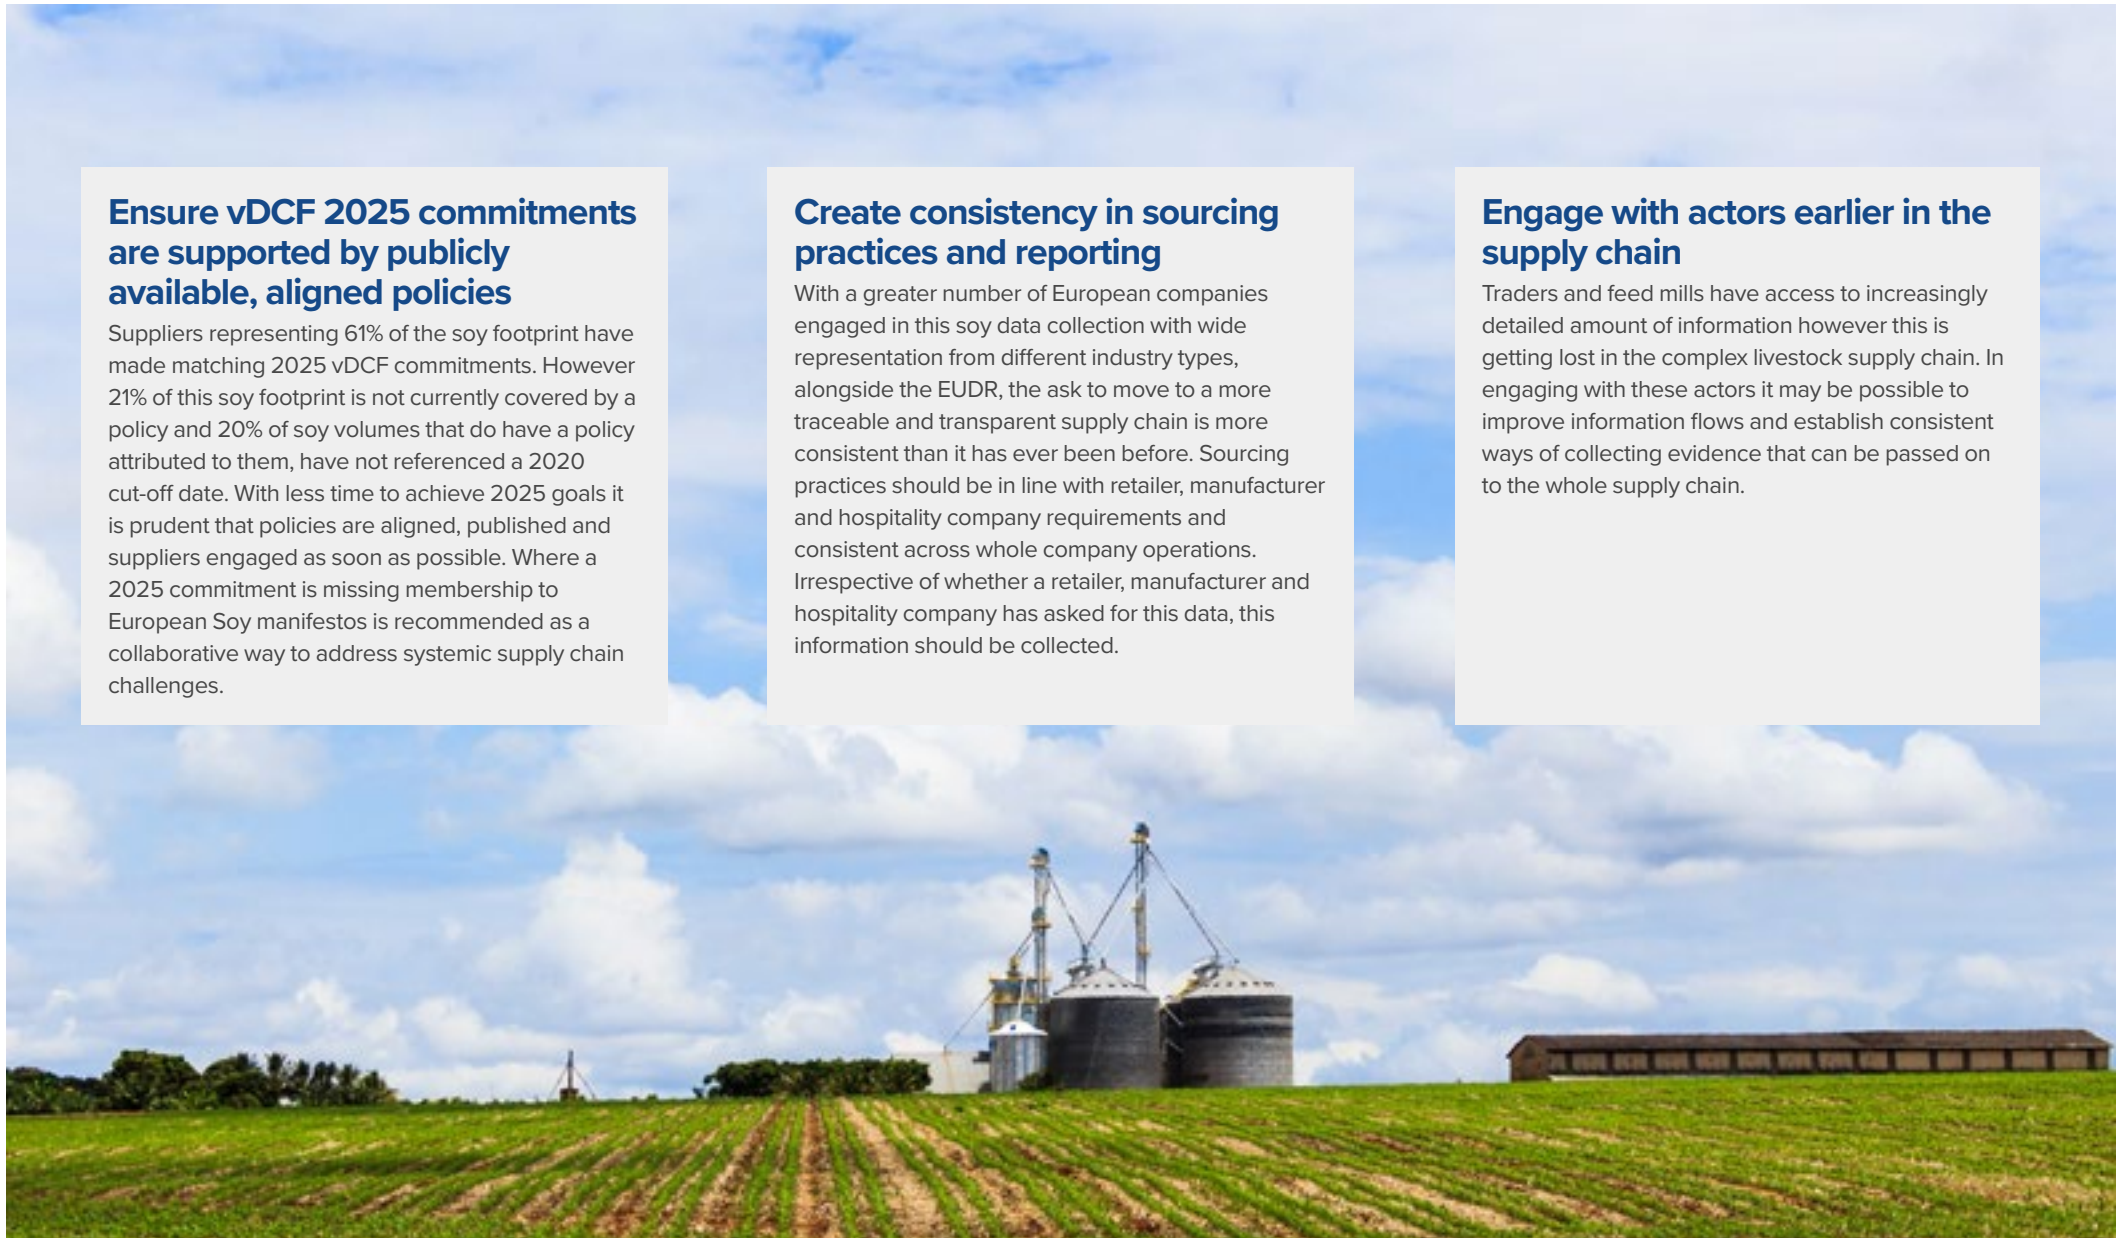 Ensure vDCF 2025 commitments
are supported by publicly
available, aligned policies
Suppliers representing 61% of the soy footprint have
made matching 2025 vDCF commitments. However
21% of this soy footprint is not currently covered by a
policy and 20% of soy volumes that do have a policy
attributed to them, have not referenced a 2020
cut-off date. With less time to achieve 2025 goals it
is prudent that policies are aligned, published and
suppliers engaged as soon as possible. Where a
2025 commitment is missing membership to
European Soy manifestos is recommended as a
collaborative way to address systemic supply chain
challenges.
Create consistency in sourcing
practices and reporting
With a greater number of European companies
engaged in this soy data collection with wide
representation from different industry types,
alongside the EUDR, the ask to move to a more
traceable and transparent supply chain is more
consistent than it has ever been before. Sourcing
practices should be in line with retailer, manufacturer
and hospitality company requirements and
consistent across whole company operations.
Irrespective of whether a retailer, manufacturer and
hospitality company has asked for this data, this
information should be collected.
Engage with actors earlier in the
supply chain
Traders and feed mills have access to increasingly
detailed amount of information however this is
getting lost in the complex livestock supply chain. In
engaging with these actors it may be possible to
improve information flows and establish consistent
ways of collecting evidence that can be passed on
to the whole supply chain.